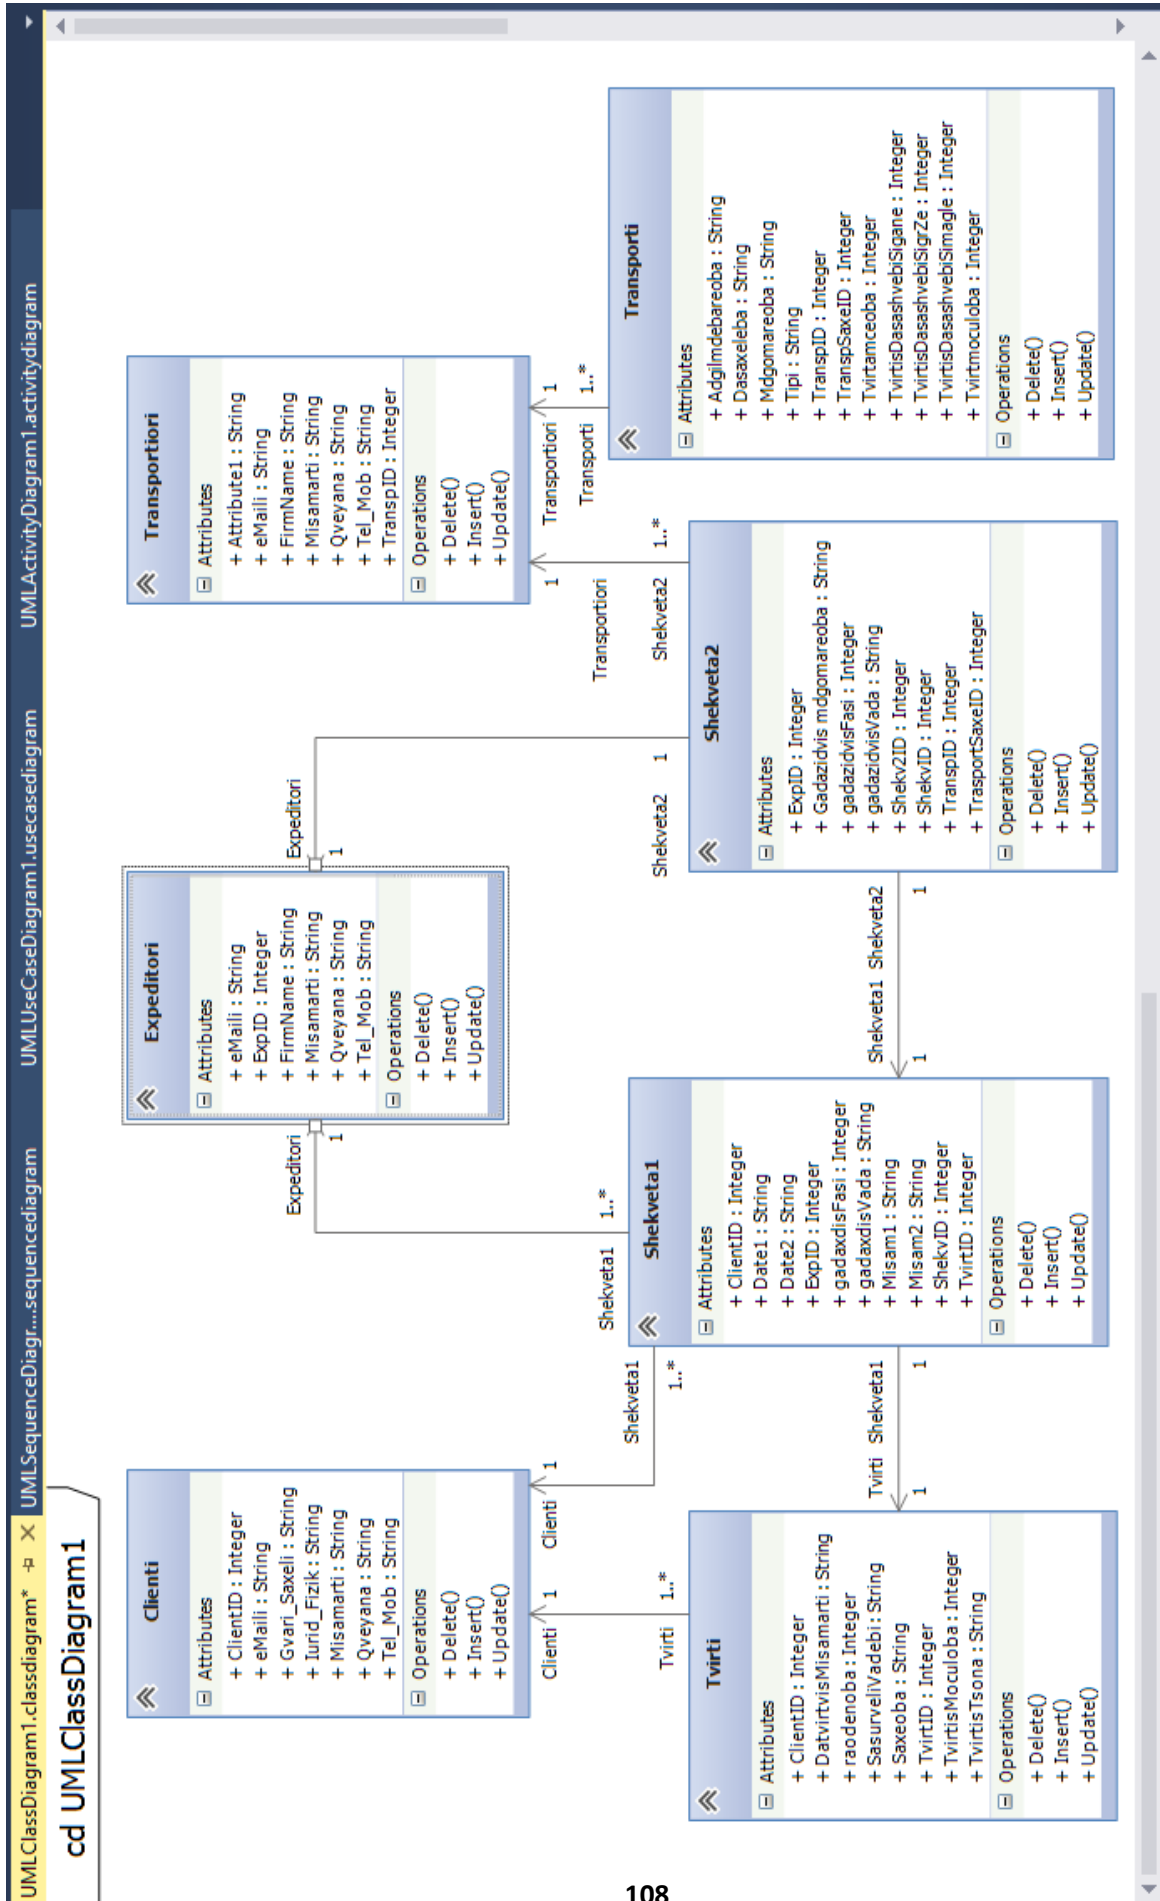 UMLClassDiagram1.classdiagram*
UMLSequenceDiagr....sequencediagram
UMLUseCaseDiagram1.usecasediagram
UMLActivityDiagram1.activitydiagram
cd UMLClassDiagram1
Clienti
Attributes
+ ClientID : Integer
+ eMaili : String
+ Gvari_Saxeli : String
+ Iurid_Fizik : String
+ Misamarti : String
+ Qveyana : String
+ Tel_Mob : String
Operations
+ Delete()
+ Insert()
+ Update()
Expeditori
Attributes
+ eMaili : String
+ ExpID : Integer
+ FirmName : String
+ Misamarti : String
+ Qveyana : String
+ Tel_Mob : String
Operations
+ Delete()
+ Insert()
+ Update()
Transportiori
Attributes
+ Attribute1 : String
+ eMaili : String
+ FirmName : String
+ Misamarti : String
+ Qveyana : String
+ Tel_Mob : String
+ TranspID : Integer
Operations
+ Delete()
+ Insert()
+ Update()
Clienti 1
Tvirti 1..*
Clienti 1
Shekveta1
1..*
Expeditori
1
Shekveta1 1..*
Expeditori
1
Shekveta2 1
1
Transportiori
Shekveta2 1..*
Transportiori 1
Transporti 1..*
Tvirti
Attributes
+ ClientID : Integer
+ DatvirtvisMisamarti : String
+ raodenoba : Integer
+ SasurveliVadebi : String
+ Saxeoba : String
+ TvirtID : Integer
+ TvirtisMoculoba : Integer
+ TvirtisTsona : String
Operations
+ Delete()
+ Insert()
+ Update()
Tvirti Shekveta1
1 1
Shekveta1
Attributes
+ ClientID : Integer
+ Date1 : String
+ Date2 : String
+ ExpID : Integer
+ gadaxdisFasi : Integer
+ gadaxdisVada : String
+ Misam1 : String
+ Misam2 : String
+ ShekvID : Integer
+ TvirtID : Integer
Operations
+ Delete()
+ Insert()
+ Update()
Shekveta1 Shekveta2
1 1
Shekveta2
Attributes
+ ExpID : Integer
+ Gadazidvis mdgomareoba : String
+ gadazidvisFasi : Integer
+ gadazidvisVada : String
+ Shekv2ID : Integer
+ ShekvID : Integer
+ TranspID : Integer
+ TrasportSaxeID : Integer
Operations
+ Delete()
+ Insert()
+ Update()
Transporti
Attributes
+ Adgilmdebareoba : String
+ Dasaxeleba : String
+ Mdgomareoba : String
+ Tipi : String
+ TranspID : Integer
+ TranspSaxeID : Integer
+ Tvirtamceoba : Integer
+ TvirtisDasashvebiSigane : Integer
+ TvirtisDasashvebiSigrZe : Integer
+ TvirtisDasashvebiSimagle : Integer
+ Tvirtmoculoba : Integer
Operations
+ Delete()
+ Insert()
+ Update()
108